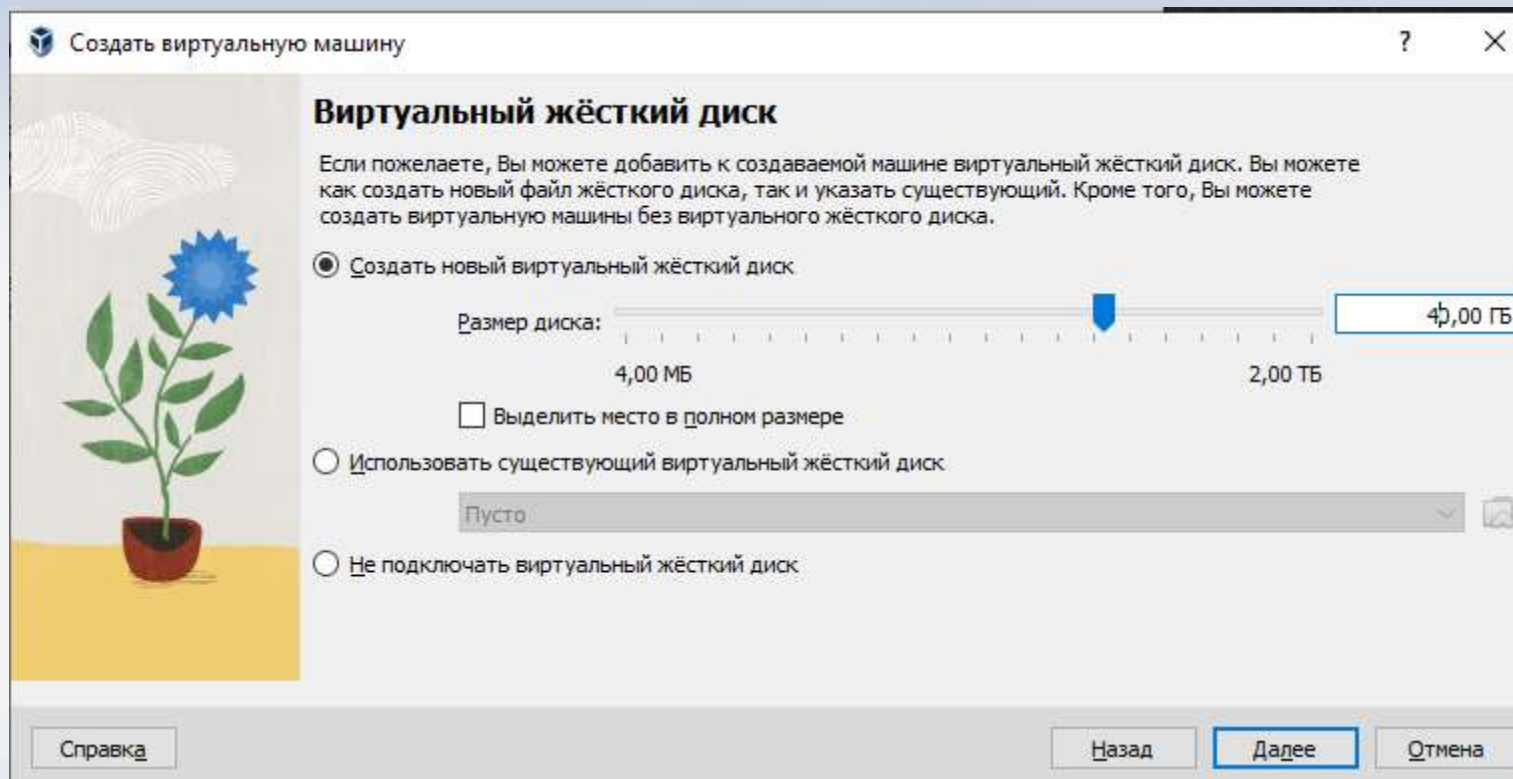 Создать виртуальную машину
?
Виртуальный жёсткий диск
Если пожелаете, Вы можете добавить к создаваемой машине виртуальный жёсткий диск. Вы можете
как создать новый файл жёсткого диска, так и указать существующий. Кроме того, Вы можете
создать виртуальную машины без виртуального жёсткого диска.
Создать новый виртуальный жёсткий диск
Размер диска:
40,00 ГБ
4,00 МБ
2,00 ТБ
Выделить место в полном размере
Использовать существующий виртуальный жёсткий диск
Пусто
Не подключать виртуальный жёсткий диск
Справка
Назад
Далее
Отмена